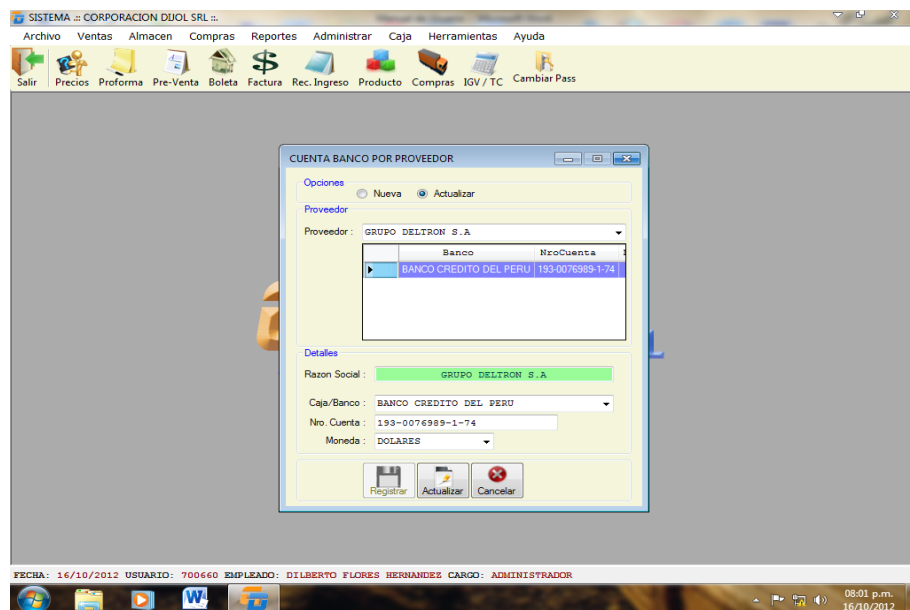 SISTEMA .:: CORPORACION DIJOL SRL ::.
Archivo Ventas Almacen Compras Reportes Administrar Caja Herramientas Ayuda
Salir Precios Proforma Pre-Venta Boleta Factura Rec. Ingreso Producto Compras IGV / TC Cambiar Pass
CUENTA BANCO POR PROVEEDOR
Opciones
Nueva Actualizar
Proveedor
Proveedor : GRUPO DELTRON S.A
Banco NroCuenta
BANCO CREDITO DEL PERU 193-0076989-1-74
Detalles
Razon Social : GRUPO DELTRON S.A
Caja/Banco : BANCO CREDITO DEL PERU
Nro. Cuenta : 193-0076989-1-74
Moneda : DOLARES
Registrar Actualizar Cancelar
FECHA: 16/10/2012 USUARIO: 700660 EMPLEADO: DILBERTO FLORES HERNANDEZ CARGO: ADMINISTRADOR
08:01 p.m.
16/10/2012